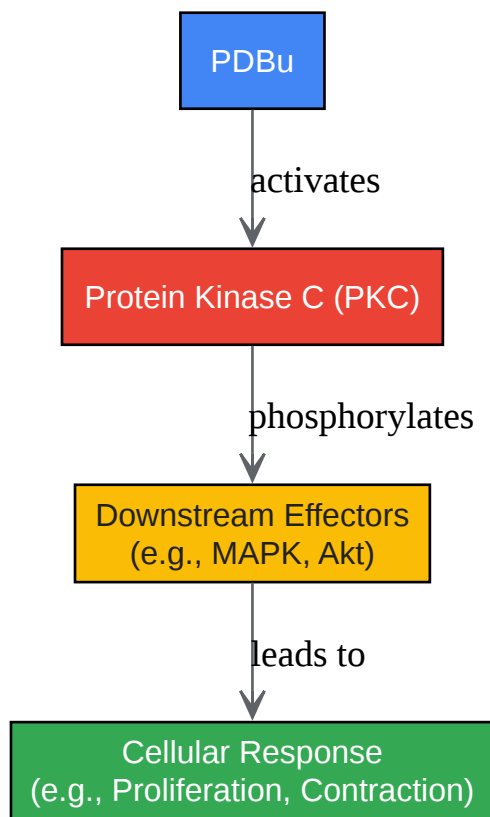 PDBu
activates
Protein Kinase C (PKC)
phosphorylates
Downstream Effectors
(e.g., MAPK, Akt)
leads to
Cellular Response
(e.g., Proliferation, Contraction)